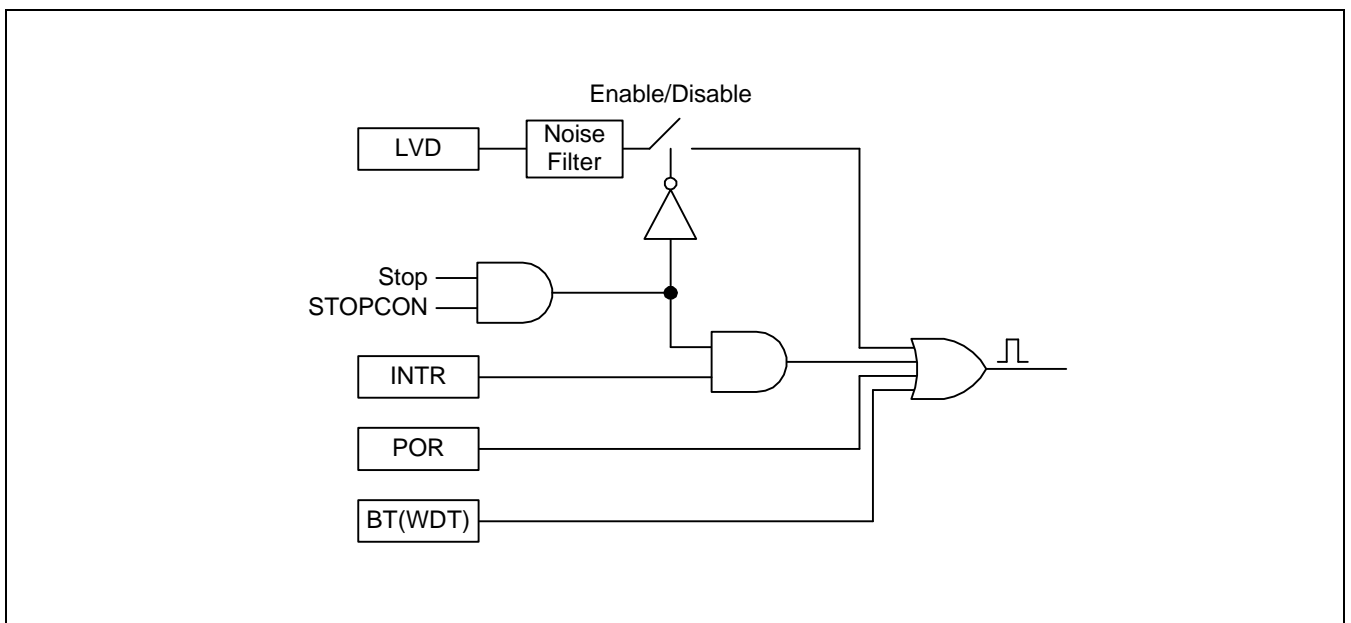 Enable/Disable
LVD
Noise
Filter
Stop
STOPCON
INTR
POR
BT(WDT)